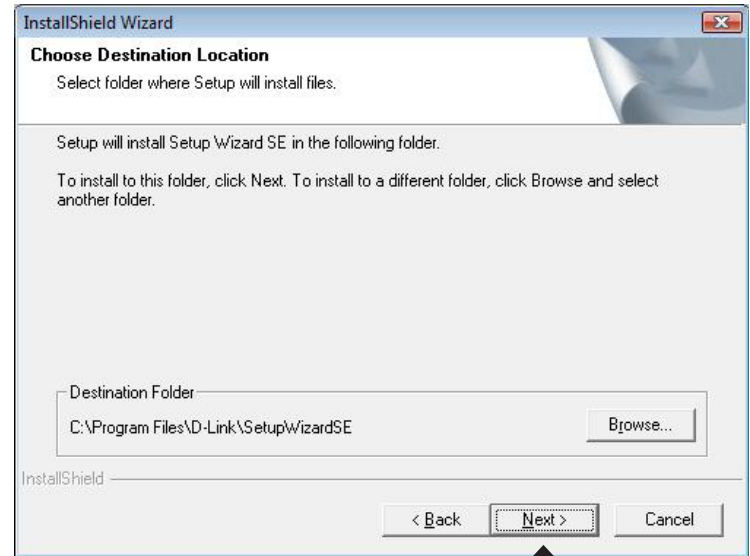 InstallShield Wizard
Choose Destination Location
Select folder where Setup will install files.
Setup will install Setup Wizard SE in the following folder.
To install to this folder, click Next. To install to a different folder, click Browse and select
another folder.
Destination Folder
C:\Program Files\D-Link\SetupWizardSE
Browse...
InstallShield
< Back
Next >
Cancel